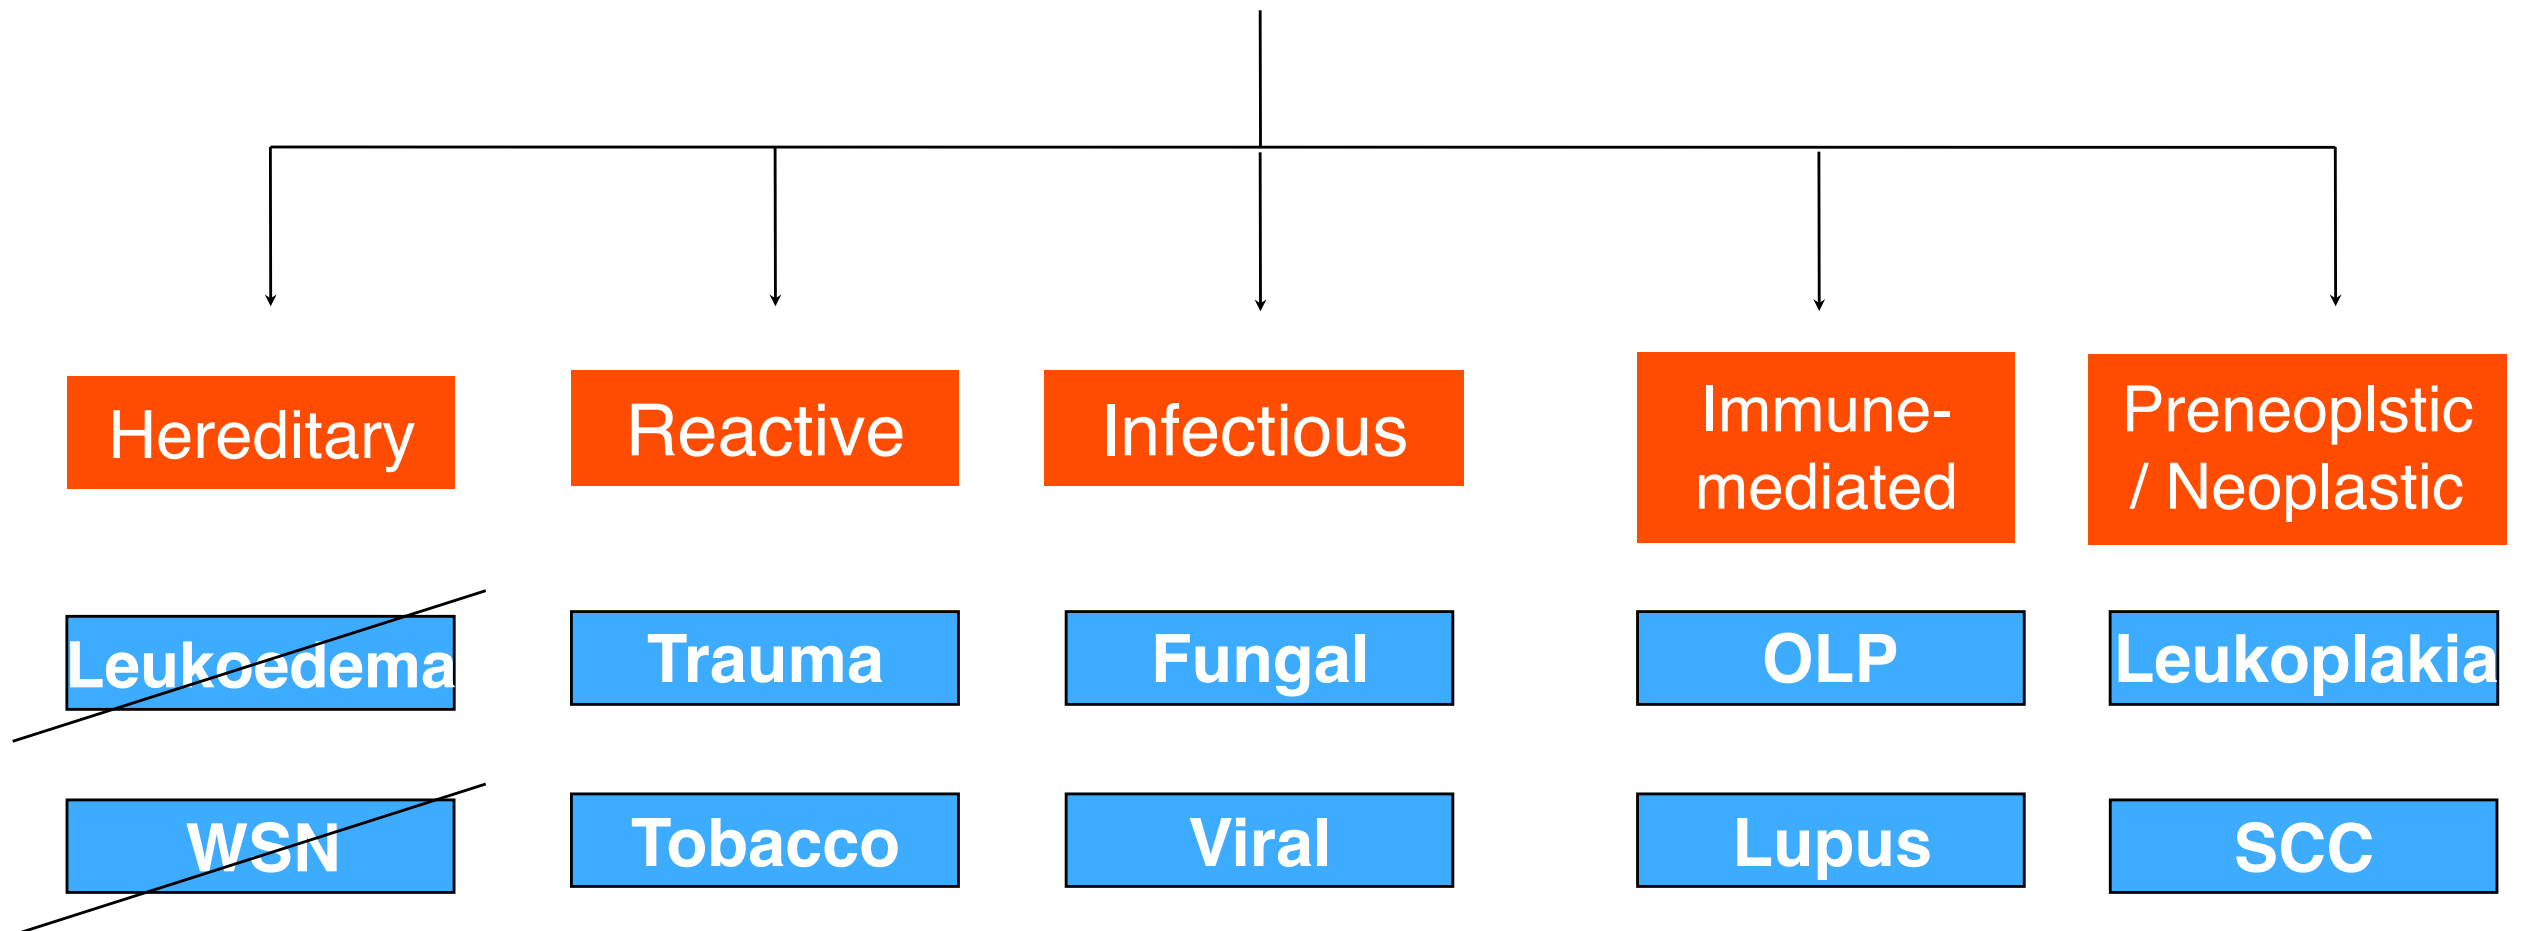 Hereditary
Reactive
Infectious
Immune-
mediated
Preneoplstic
/ Neoplastic
Leukoedema
Trauma
Fungal
OLP
Leukoplakia
WSN
Tobacco
Viral
Lupus
SCC